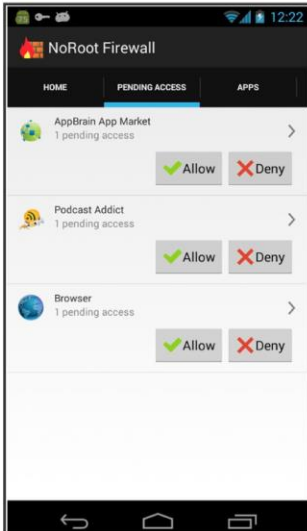 12:22
NoRoot Firewall
HOME PENDING ACCESS APPS
AppBrain App Market
1 pending access
Allow Deny
Podcast Addict
1 pending access
Allow Deny
Browser
1 pending access
Allow Deny